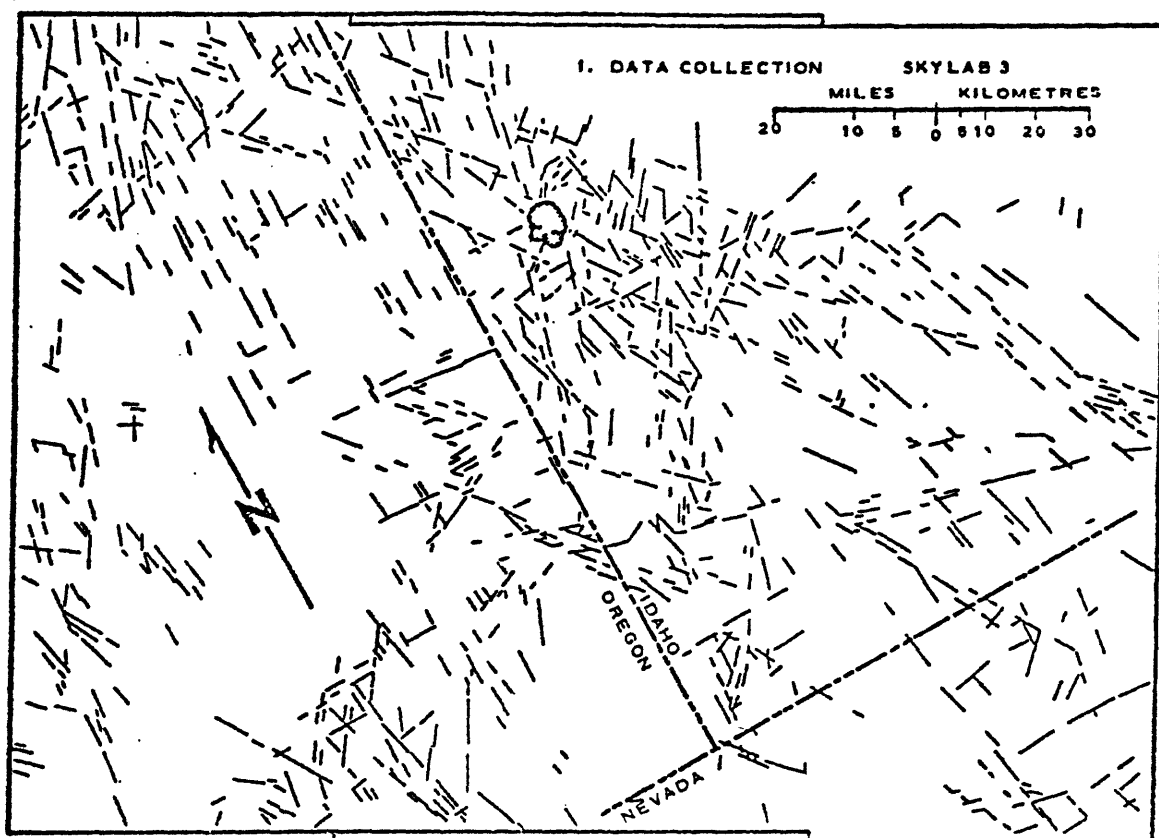 1. DATA COLLECTION SKYLAB 3
MILES KILOMETRES
20 10 5 0 5 10 20 30
N
IDAHO
OREGON
NEVADA